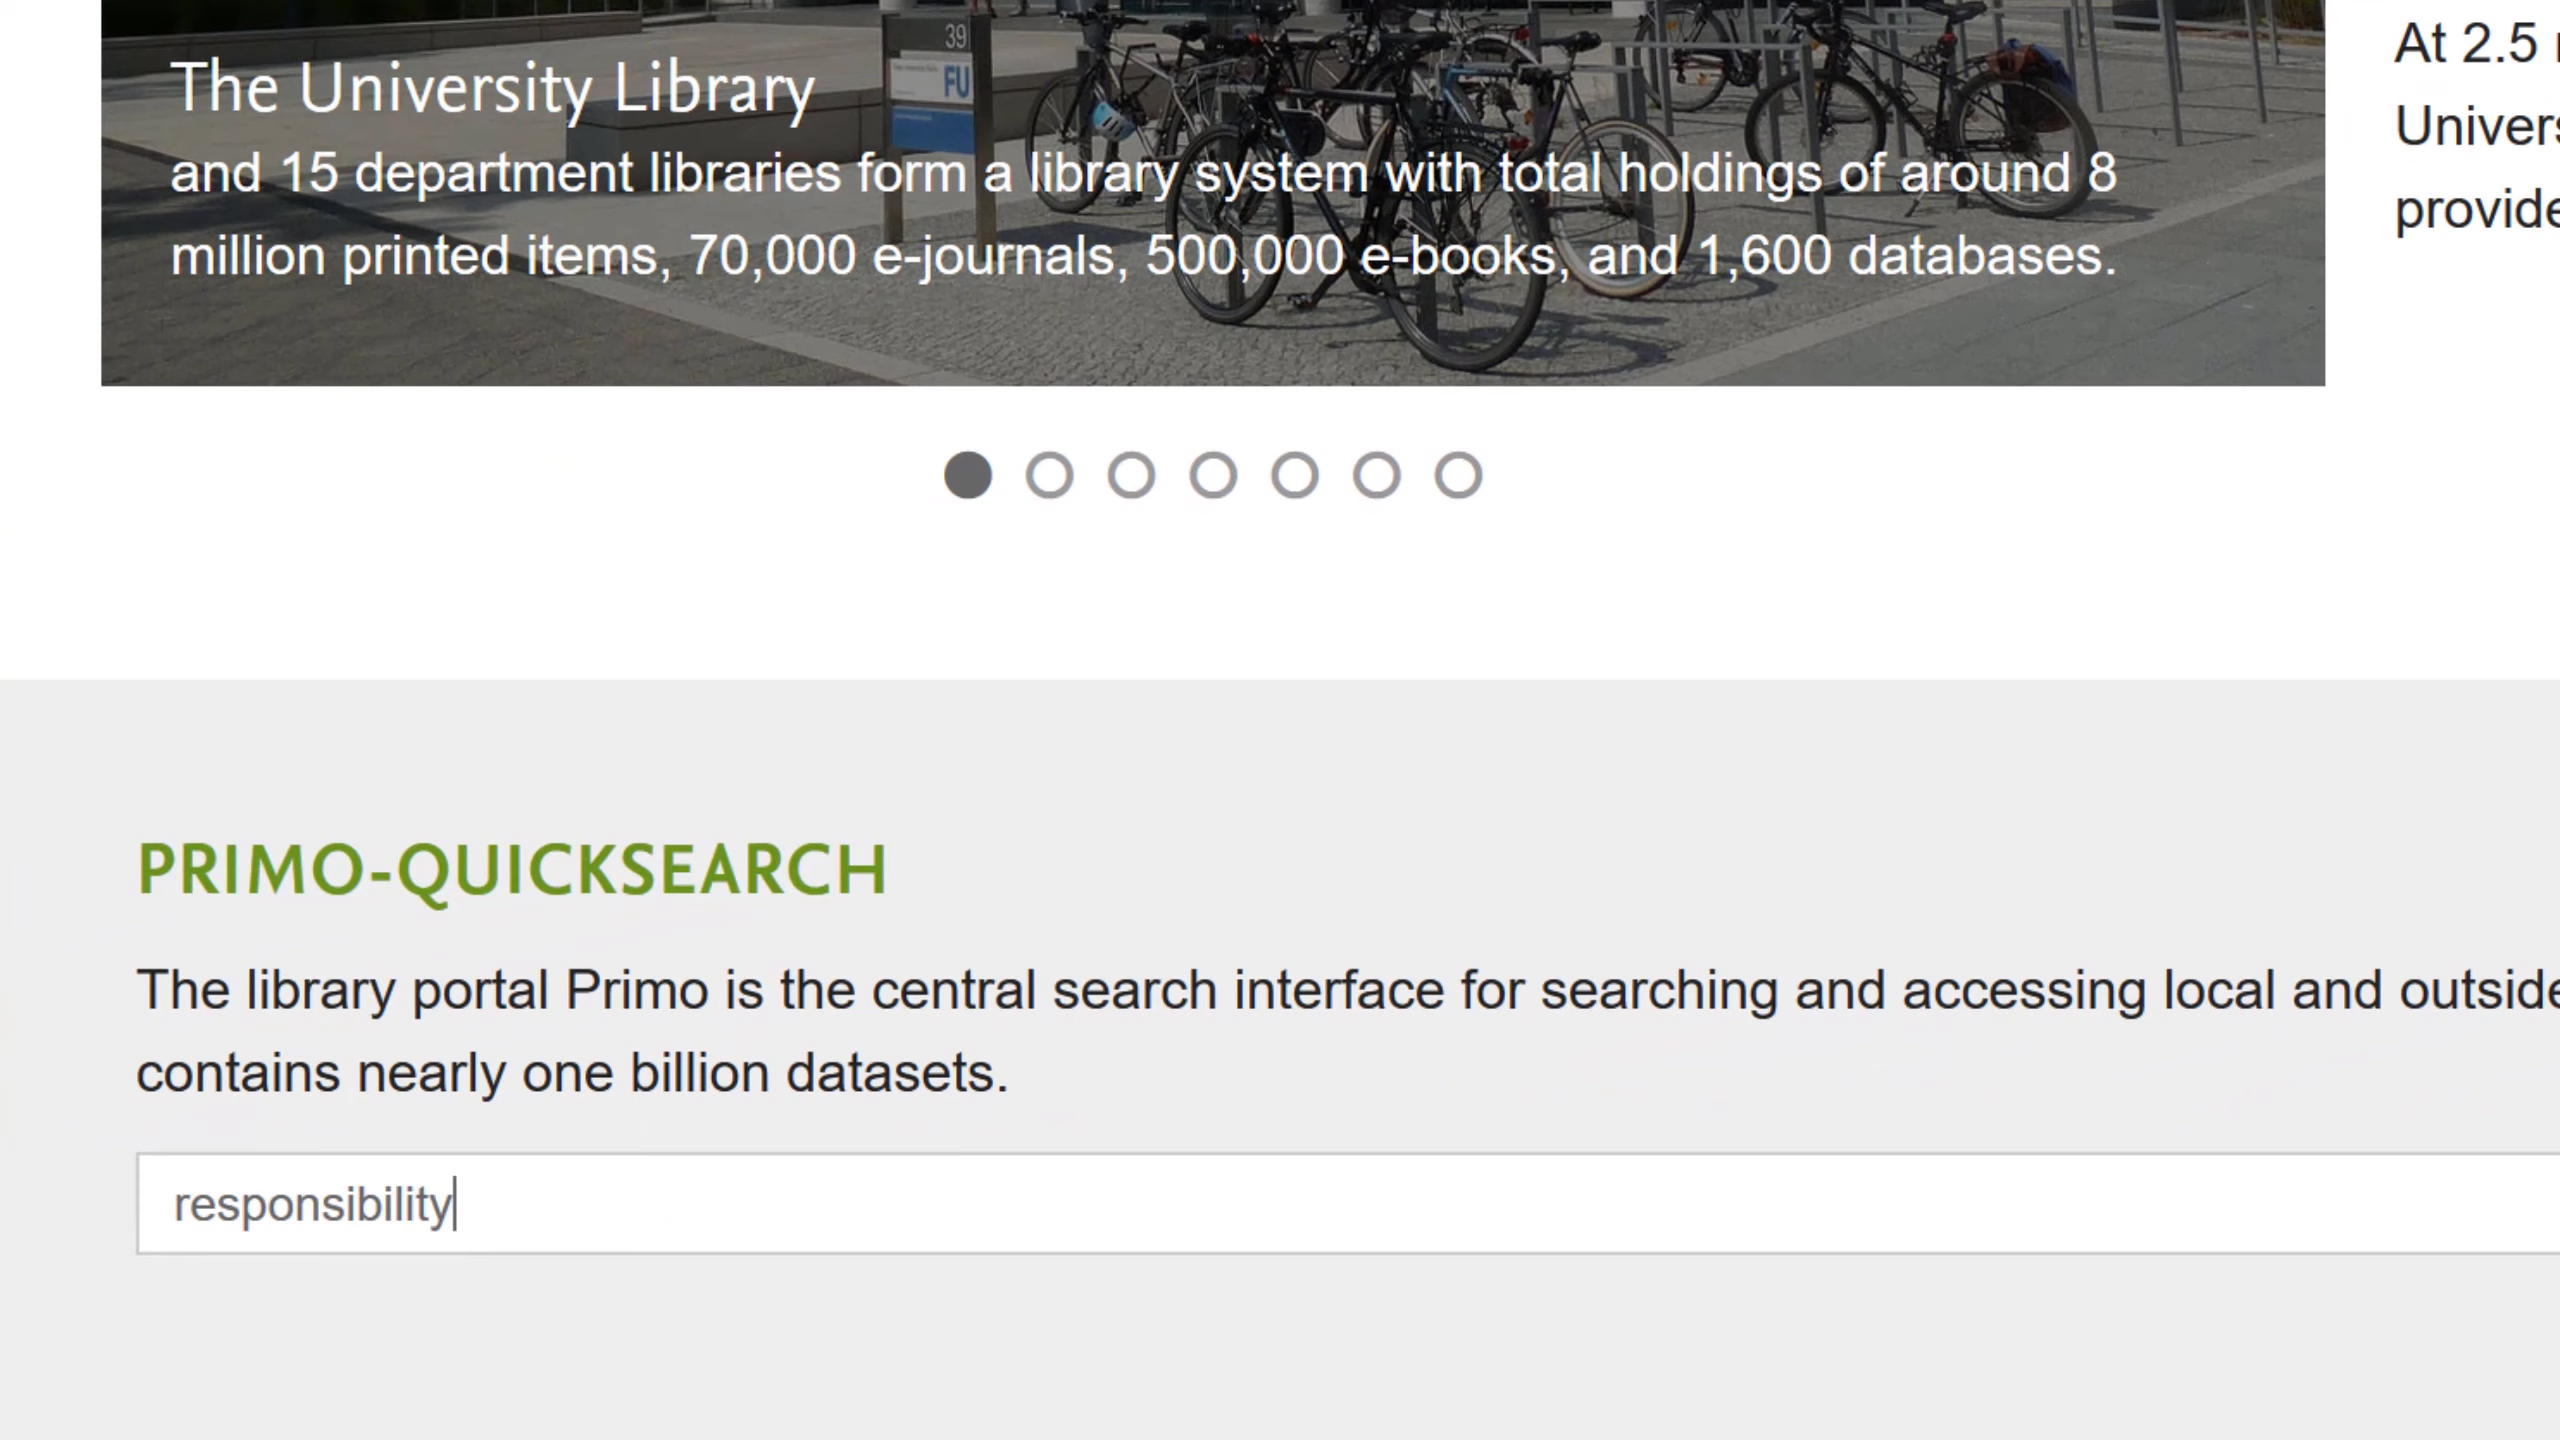 39
FU
The University Library
and 15 department libraries form a library system with total holdings of around 8
million printed items, 70,000 e-journals, 500,000 e-books, and 1,600 databases.
At 2.5
Univers
provide
PRIMO-QUICKSEARCH
The library portal Primo is the central search interface for searching and accessing local and outside
contains nearly one billion datasets.
responsibility